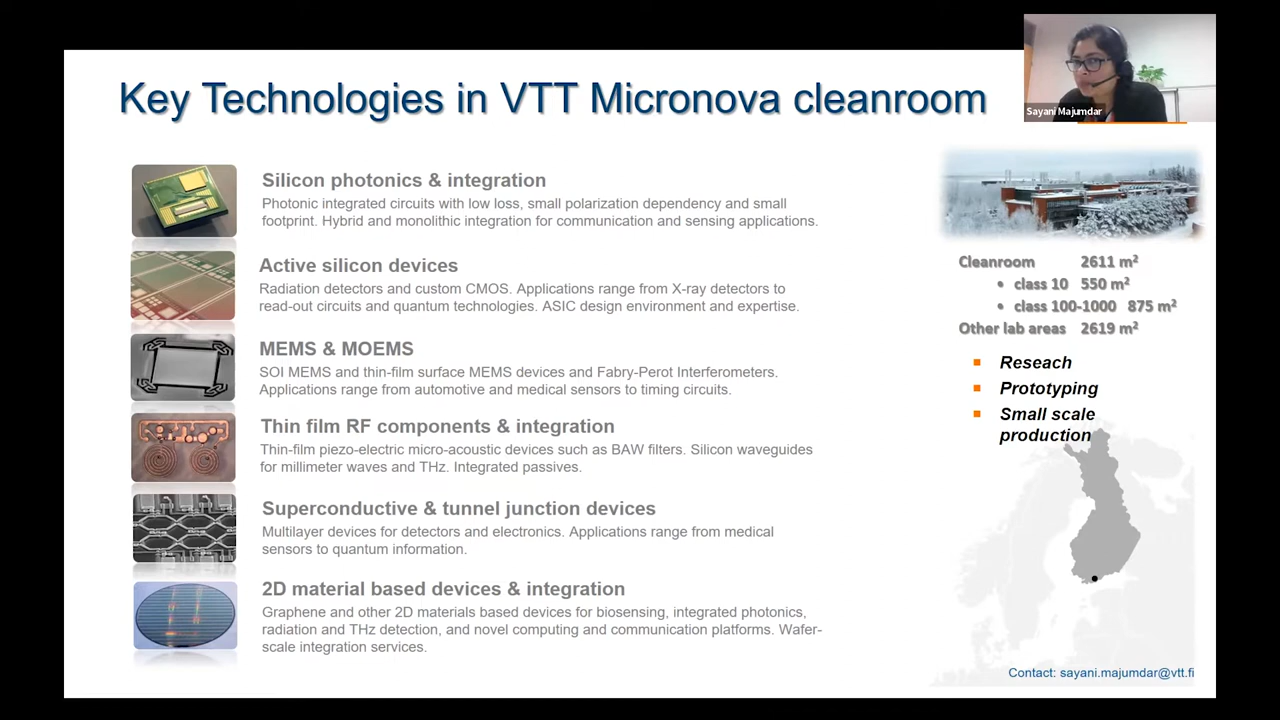 Key Technologies in VTT Micronova cleanroom
Sayani Majumdar
Silicon photonics & integration
Photonic integrated circuits with low loss, small polarization dependency and small
footprint. Hybrid and monolithic integration for communication and sensing applications.
Active silicon devices
Radiation detectors and custom CMOS. Applications range from X-ray detectors to
read-out circuits and quantum technologies. ASIC design environment and expertise.
MEMS & MOEMS
SOI MEMS and thin-film surface MEMS devices and Fabry-Perot Interferometers.
Applications range from automotive and medical sensors to timing circuits.
Thin film RF components & integration
Thin-film piezo-electric micro-acoustic devices such as BAW filters. Silicon waveguides
for millimeter waves and THz. Integrated passives.
Superconductive & tunnel junction devices
Multilayer devices for detectors and electronics. Applications range from medical
sensors to quantum information.
2D material based devices & integration
Graphene and other 2D materials based devices for biosensing, integrated photonics,
radiation and THz detection, and novel computing and communication platforms. Wafer-
scale integration services.
Cleanroom 2611 m²
• class 10 550 m²
• class 100-1000 875 m²
Other lab areas 2619 m²
Reseach
Prototyping
Small scale
production
Contact: sayani.majumdar@vtt.fi